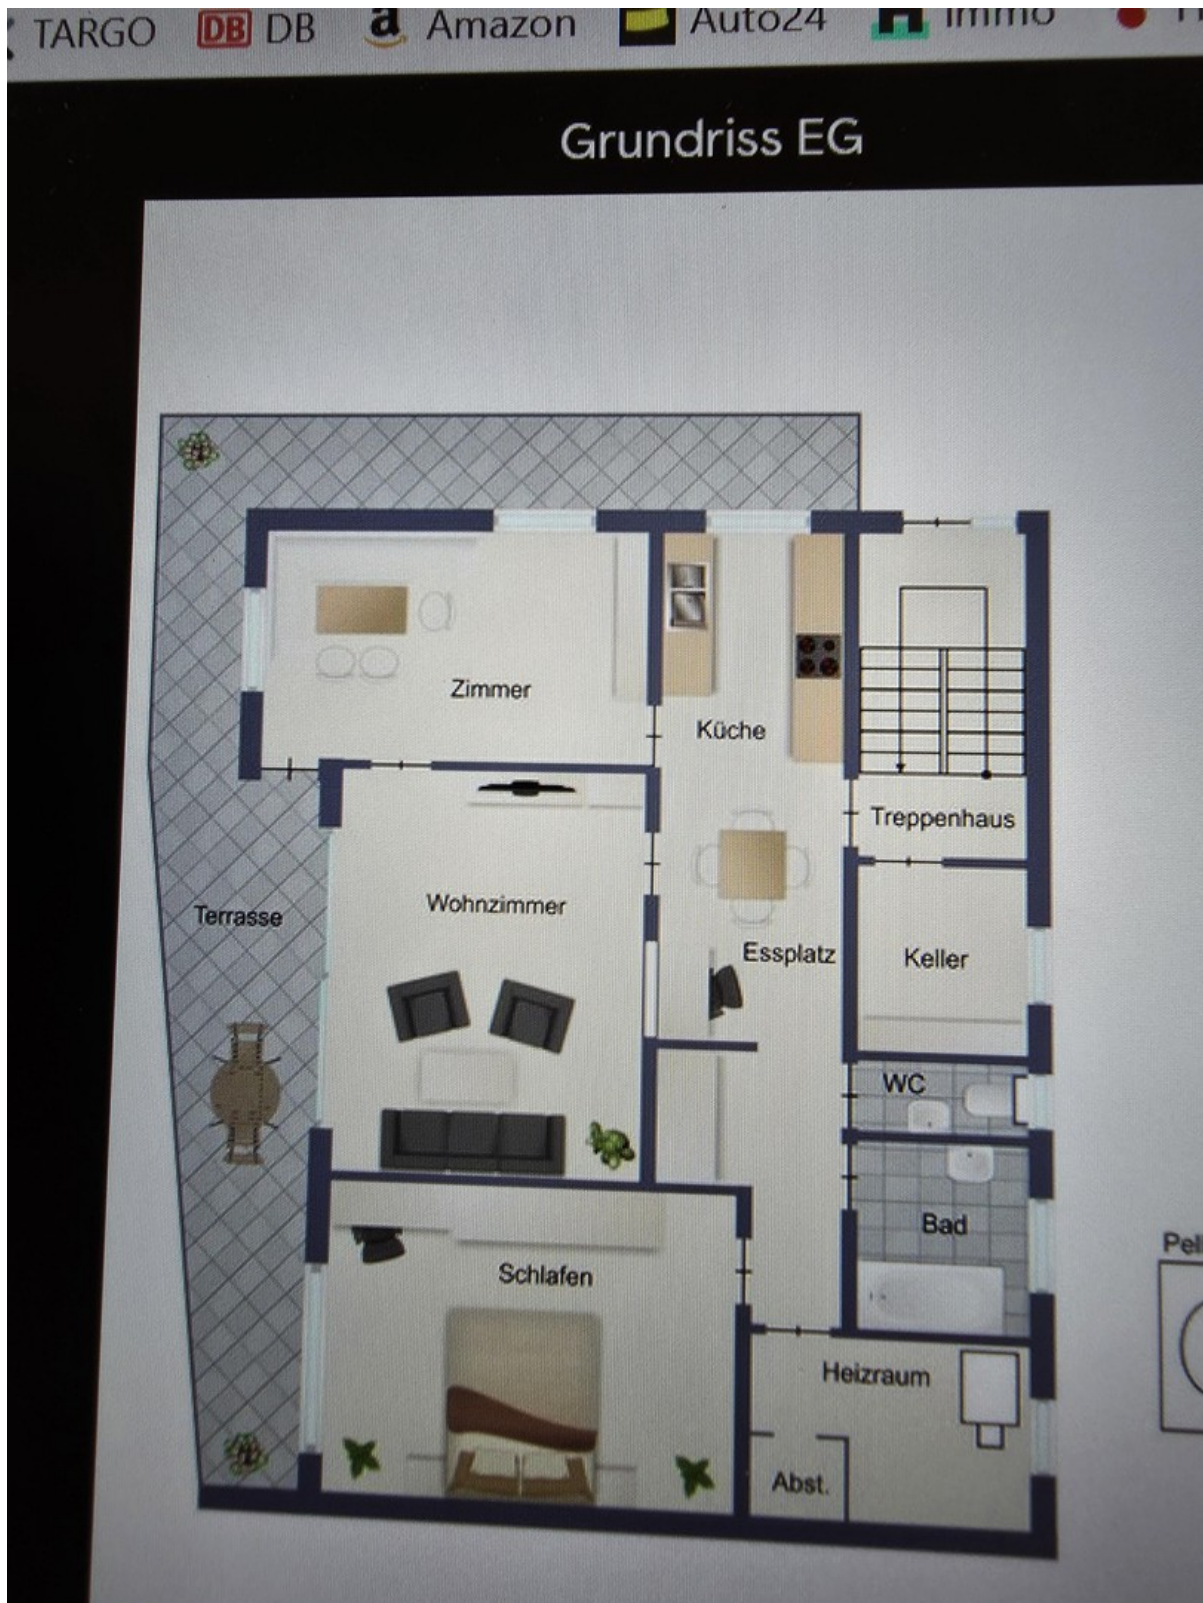 TARGO DB DB a Amazon Auto24 Immo
Grundriss EG
Zimmer
Küche
Treppenhaus
Wohnzimmer
Terrasse
Essplatz
Keller
WC
Bad
Schlafen
Heizraum
Abst.